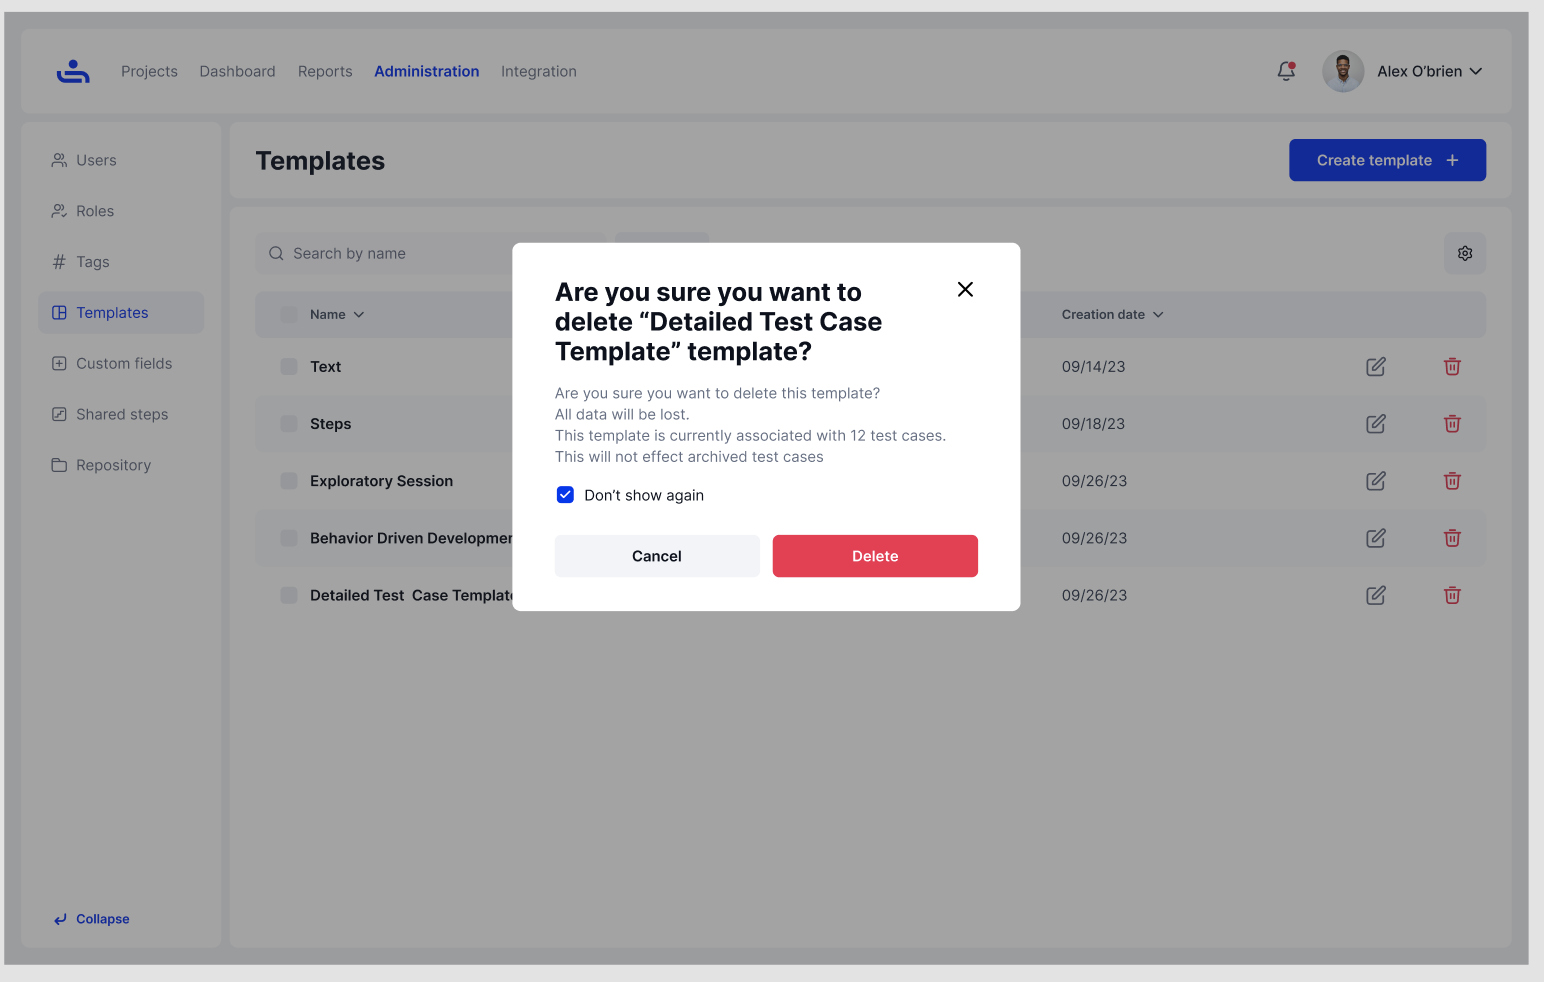 Projects Dashboard Reports Administration Integration Alex O'brien
Users
Roles
Tags
Templates
Custom fields
Shared steps
Repository
Collapse
Templates
Create template
Search by name
Name Creation date
Text 09/14/23
Steps 09/18/23
Exploratory Session 09/26/23
Behavior Driven 09/26/23
Detailed Test Case 09/26/23
Are you sure you want to
delete “Detailed Test Case
Template” template?
Are you sure you want to delete this template?
All data will be lost.
This template is currently associated with 12 test cases.
This will not effect archived test cases
Don't show again
Cancel Delete